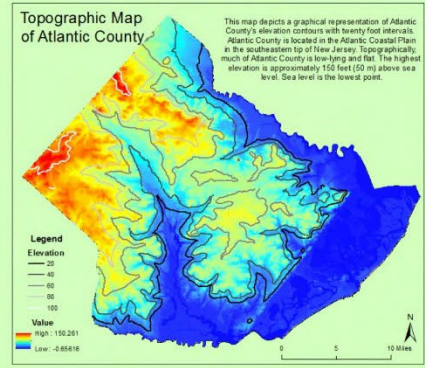 Topographic Map
of Atlantic County
This map depicts a graphical representation of Atlantic
County's elevation contours with twenty foot intervals.
Atlantic County is located in the Atlantic Coastal Plain
in the southeastern tip of New Jersey. Topographically,
much of Atlantic County is low-lying and flat. The highest
elevation is approximately 150 feet (50 m) above sea
level. Sea level is the lowest point.
Legend
Elevation
20
40
60
80
100
Value
High : 150.261
Low : -0.65616
N
0 5 10 Miles